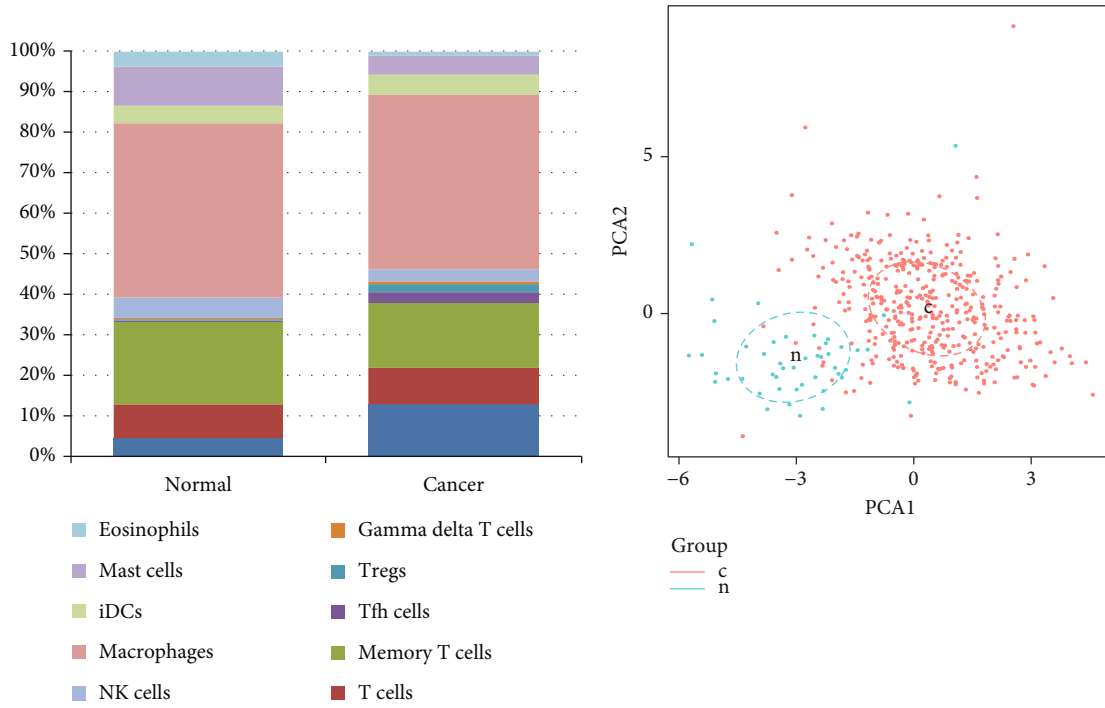 100%
90%
80%
70%
60%
50%
40%
30%
20%
10%
0%
Normal Cancer
Eosinophils Gamma delta T cells
Mast cells Tregs
iDCs Tfh cells
Macrophages Memory T cells
NK cells T cells
PCA2
5
0
c
n
−6 −3 0 3
PCA1
Group
c
n